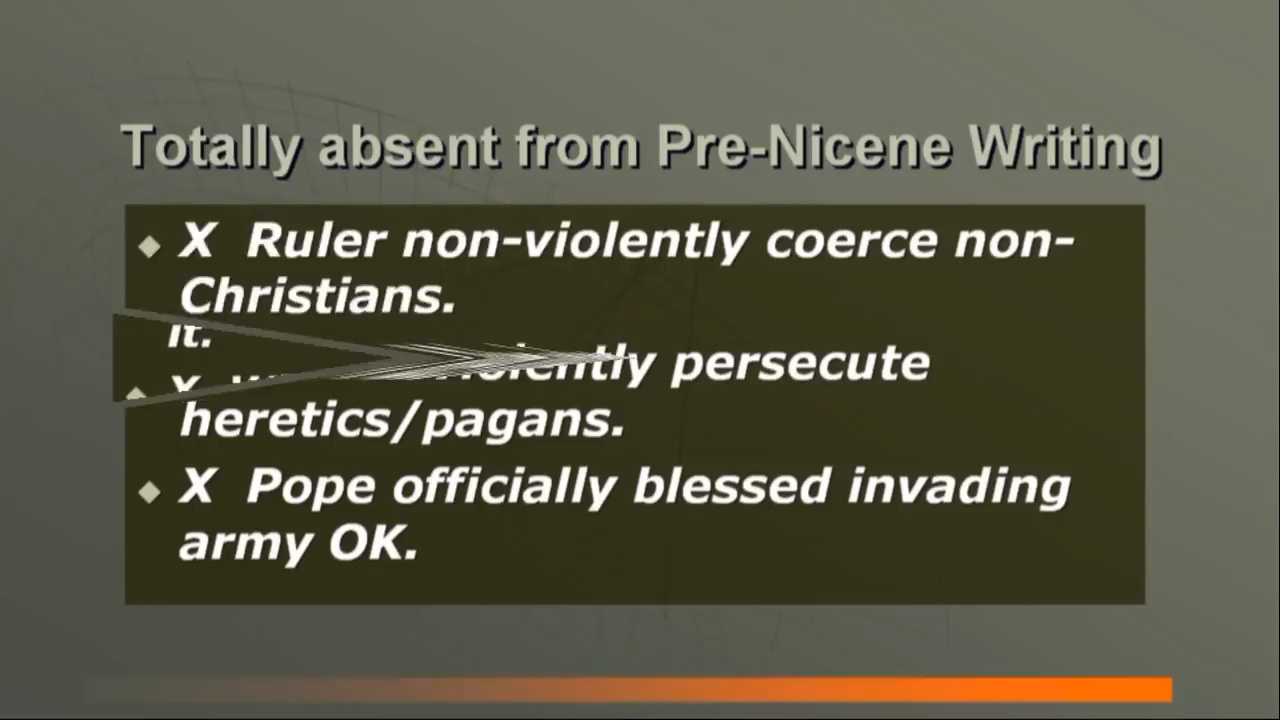 Totally absent from Pre-Nicene Writing
X Ruler non-violently coerce non-
Christians.
it.
X persecute
heretics/pagans.
X Pope officially blessed invading
army OK.